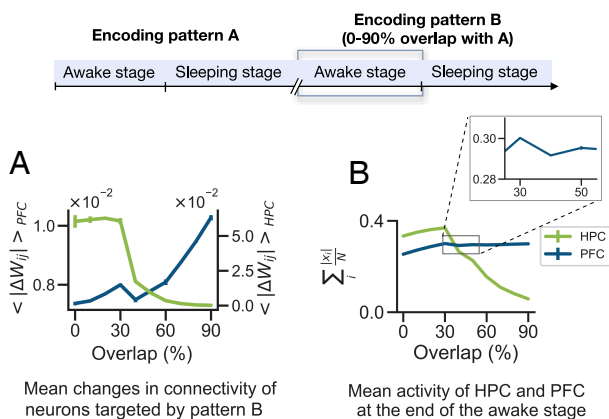 Encoding pattern A
Encoding pattern B
(0-90% overlap with A)
Awake stage
Sleeping stage
Awake stage
Sleeping stage
A
×10⁻²
×10⁻²
1.0
0.8
< |ΔWᵢⱼ| > PFC
6.0
2.5
0.0
< |ΔWᵢⱼ| > HPC
0
30
60
90
Overlap (%)
Mean changes in connectivity of
neurons targeted by pattern B
B
0.30
0.28
30
50
HPC
PFC
0.4
0.2
0.0
∑ᵢ |xᵢ|/N
0
30
60
90
Overlap (%)
Mean activity of HPC and PFC
at the end of the awake stage